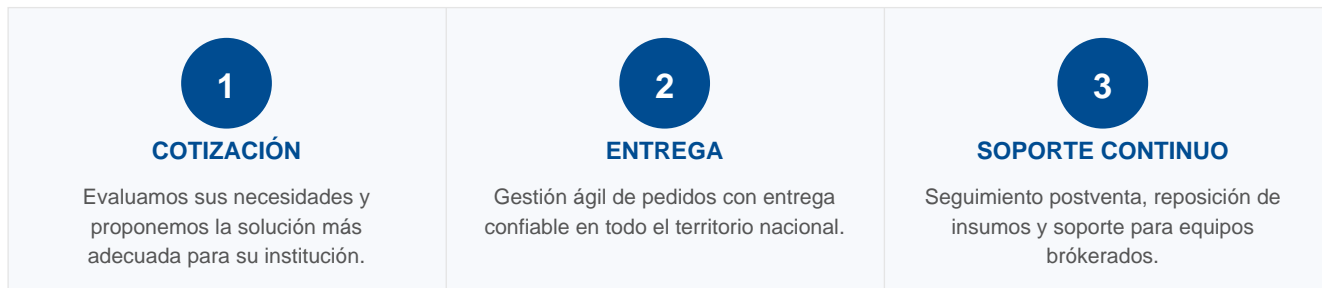 1
COTIZACIÓN
Evaluamos sus necesidades y
proponemos la solución más
adecuada para su institución.
2
ENTREGA
Gestión ágil de pedidos con entrega
confiable en todo el territorio nacional.
3
SOPORTE CONTINUO
Seguimiento postventa, reposición de
insumos y soporte para equipos
brókerados.